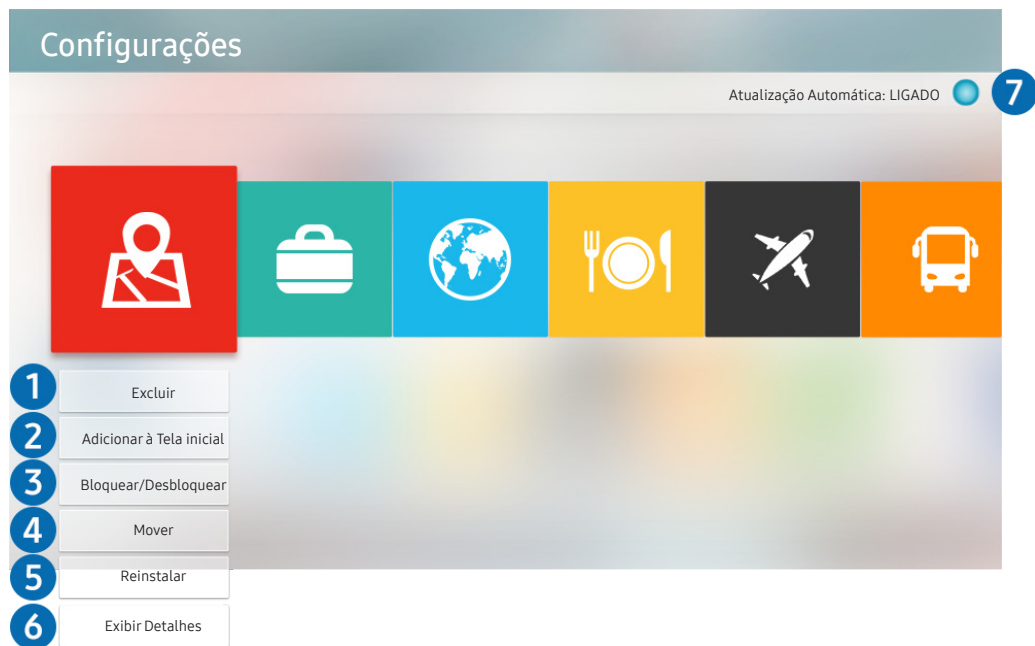 Configurações
Atualização Automática: LIGADO 7
1 Excluir
2 Adicionar à Tela inicial
3 Bloquear/Desbloquear
4 Mover
5 Reinstalar
6 Exibir Detalhes